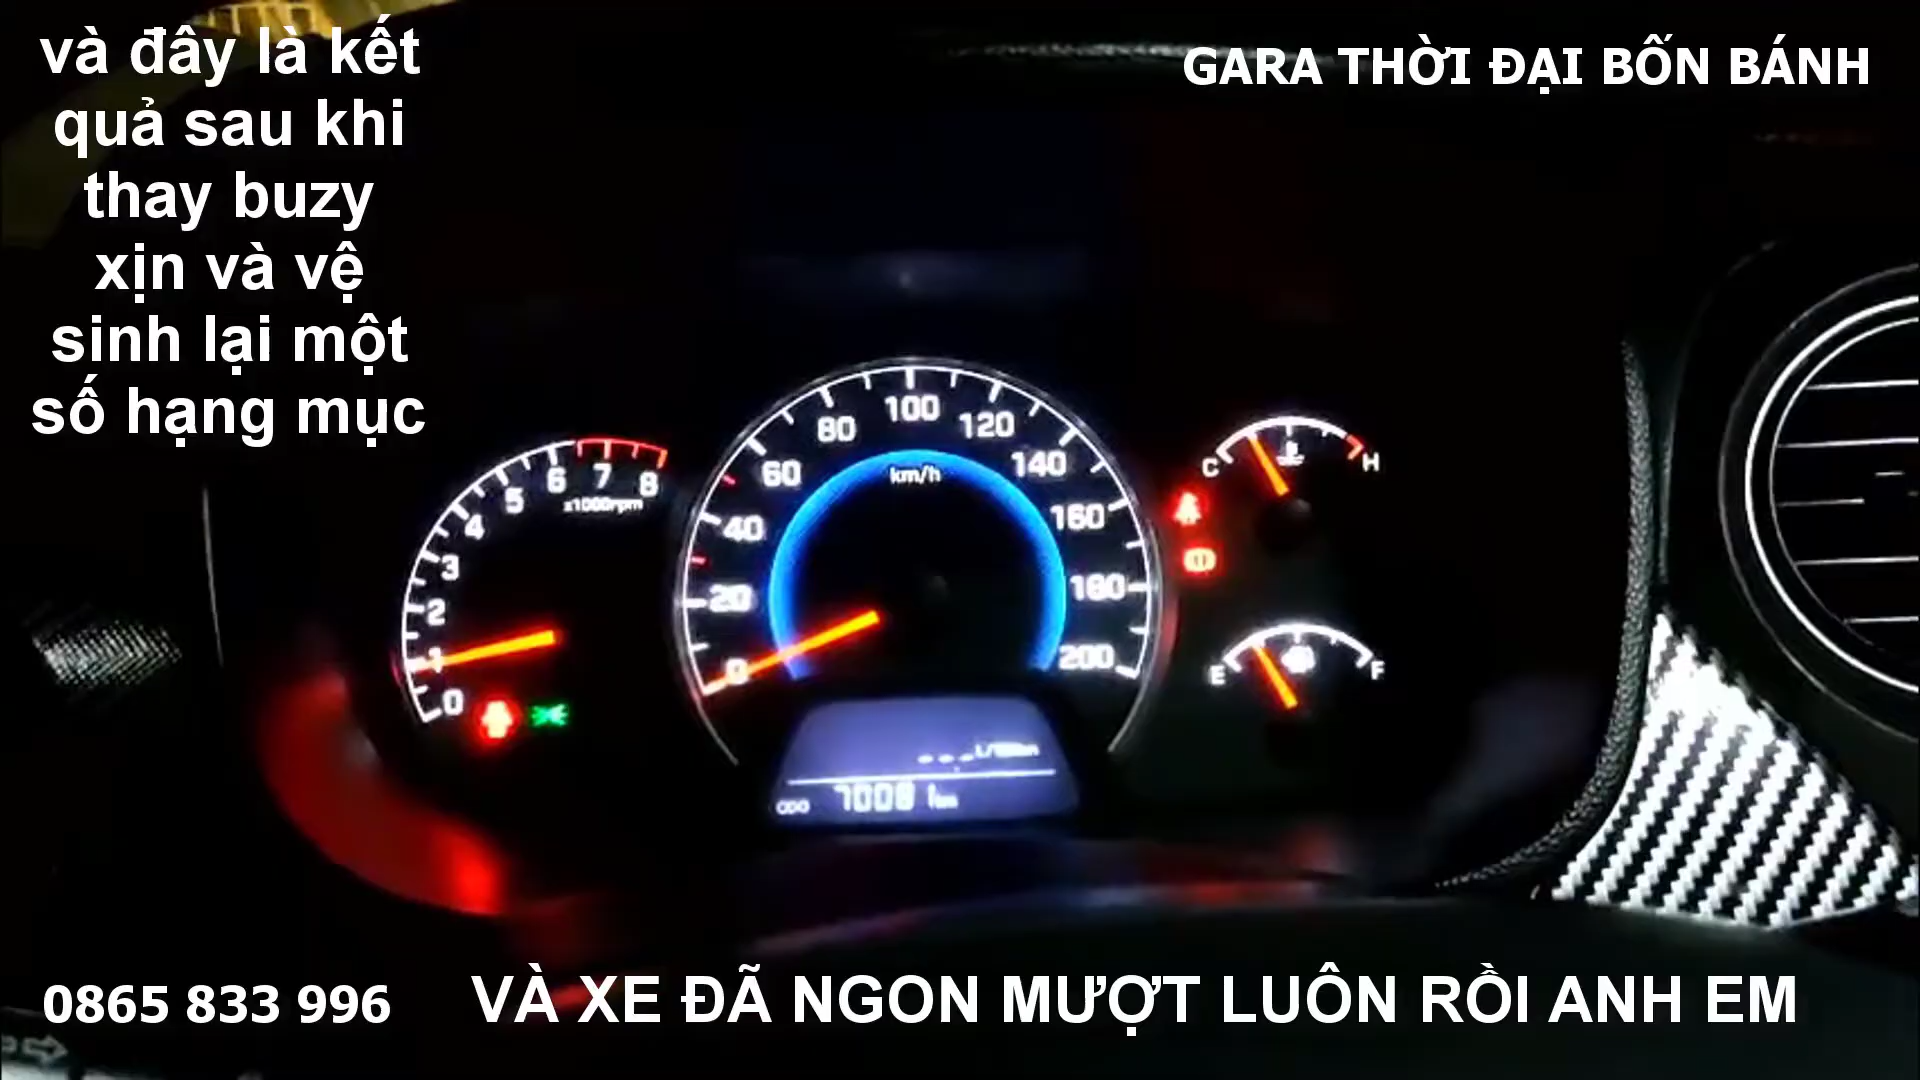 và đây là kết
quả sau khi
thay buzy
xịn và vệ
sinh lại một
số hạng mục
GARA THỜI ĐẠI BỐN BÁNH
0 1 2 3 4 5 6 7 8
x1000rpm
0 20 40 60 80 100 120 140 160 180 200
km/h
C H
E F
---L/100km
ODO 70081km
0865 833 996
VÀ XE ĐÃ NGON MƯỢT LUÔN RỒI ANH EM